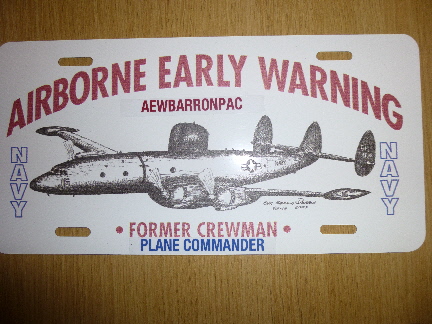 AIRBORNE EARLY WARNING
AEWBARRONPAC
NAVY
NAVY
• FORMER CREWMAN •
PLANE COMMANDER